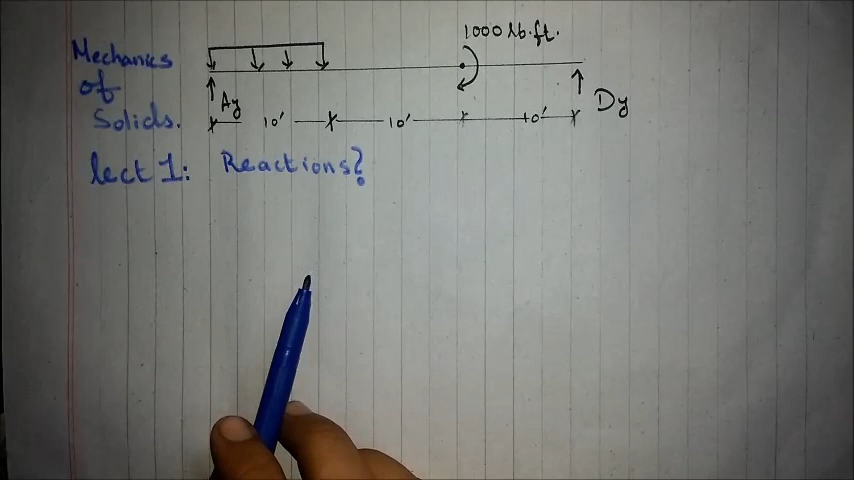 1000 lb.ft.
Mechanics
of
Solids.
Ay
Dy
10' 10' 10'
lect 1: Reactions?